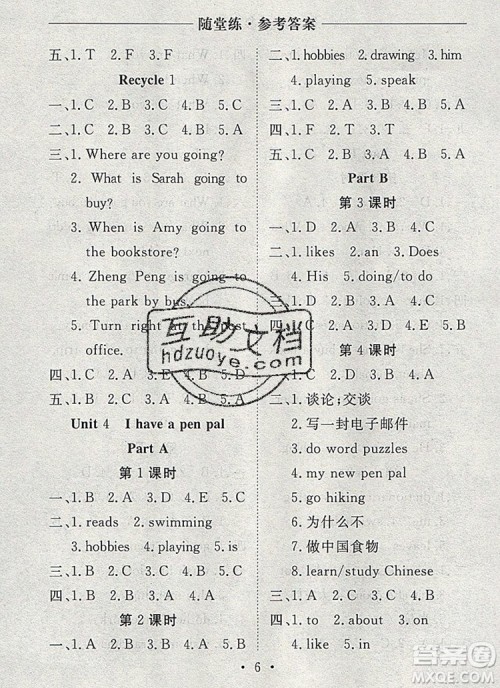 随堂练·参考答案
五、1. T 2. F 3. F
Recycle 1
一、1. C 2. B 3. C 4. B 5. A
三、1. Where are you going?
2. What is Sarah going to
buy?
3. When is Amy going to
the bookstore?
4. Zheng Peng is going to
the park by bus.
5. Turn right at the post
office.
四、1. C 2. A 3. D 4. E 5. B
五、1. B 2. C 3. B 4. A 5. C
Unit 4 I have a pen pal
Part A
第 1 课时
一、1. B 2. A 3. D 4. E 5. C
二、1. reads 2. swimming
3. hobbies 4. playing 5. is
三、1. B 2. B 3. C 4. A 5. B
四、1. D 2. C 3. A 4. B
第 2 课时
一、1. B 2. A 3. A 4. B 5. A
二、1. hobbies 2. drawing 3. him
4. playing 5. speak
三、1. C 2. A 3. B 4. C 5. A
四、1. F 2. T 3. F 4. T 5. T
Part B
第 3 课时
一、1. D 2. A 3. B 4. C
二、1. likes 2. an 3. Does
4. His 5. doing/to do
三、1. C 2. A 3. B 4. A 5. B
四、1. C 2. A 3. D 4. B
第 4 课时
一、1. 谈论;交谈
2. 写一封电子邮件
3. do word puzzles
4. my new pen pal
5. go hiking
6. 为什么不
7. 做中国食物
8. learn/study Chinese
二、1. B 2. D 3. A 4. C
三、1. C 2. A 3. B 4. B 5. B
四、1. to 2. about 3. on
4. like 5. in
· 6 ·
互助文档
hdzuoye.com
答案圈
MXQE.COM